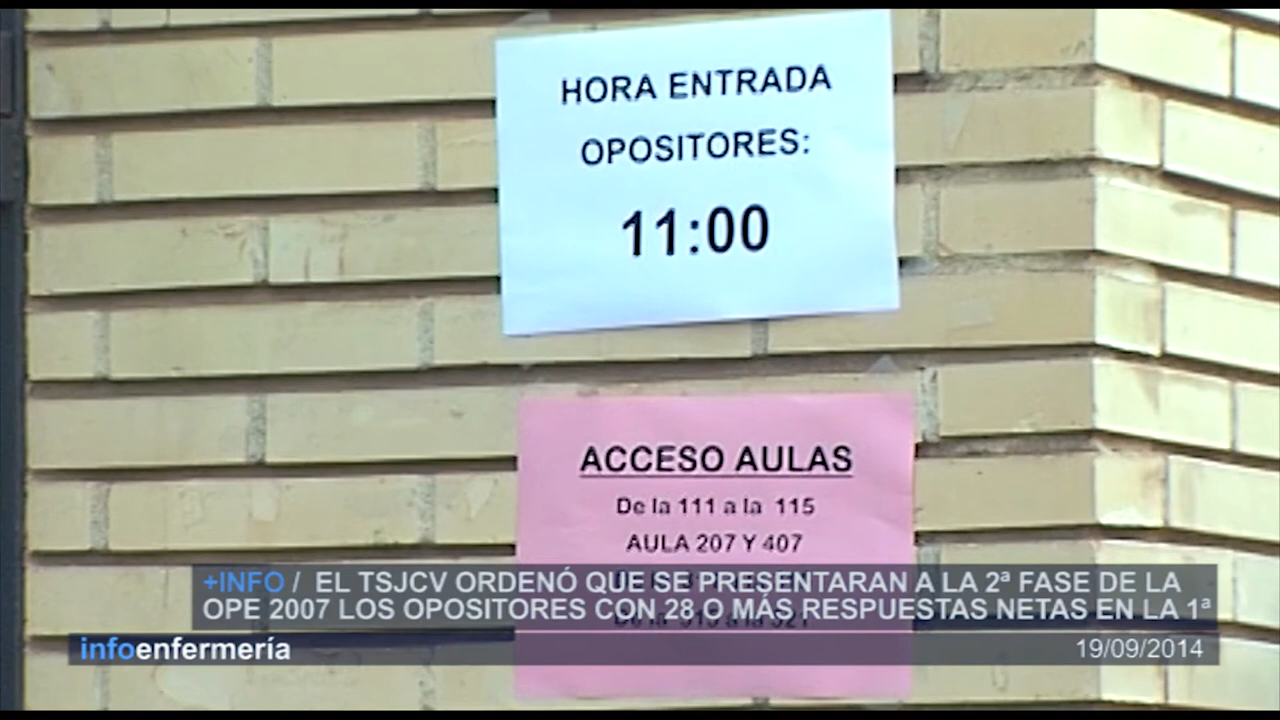 HORA ENTRADA
OPOSITORES:
11:00
ACCESO AULAS
De la 111 a la 115
AULA 207 Y 407
+INFO / EL TSJCV ORDENÓ QUE SE PRESENTARAN A LA 2ª FASE DE LA
OPE 2007 LOS OPOSITORES CON 28 O MÁS RESPUESTAS NETAS EN LA 1ª
infoenfermería
19/09/2014